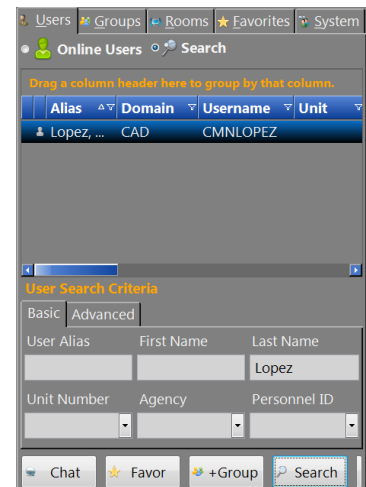 Users Groups Rooms Favorites System
Online Users Search
Drag a column header here to group by that column.
Alias Domain Username Unit
Lopez, ... CAD CMNLOPEZ
User Search Criteria
Basic Advanced
User Alias First Name Last Name
Lopez
Unit Number Agency Personnel ID
Chat Favor +Group Search